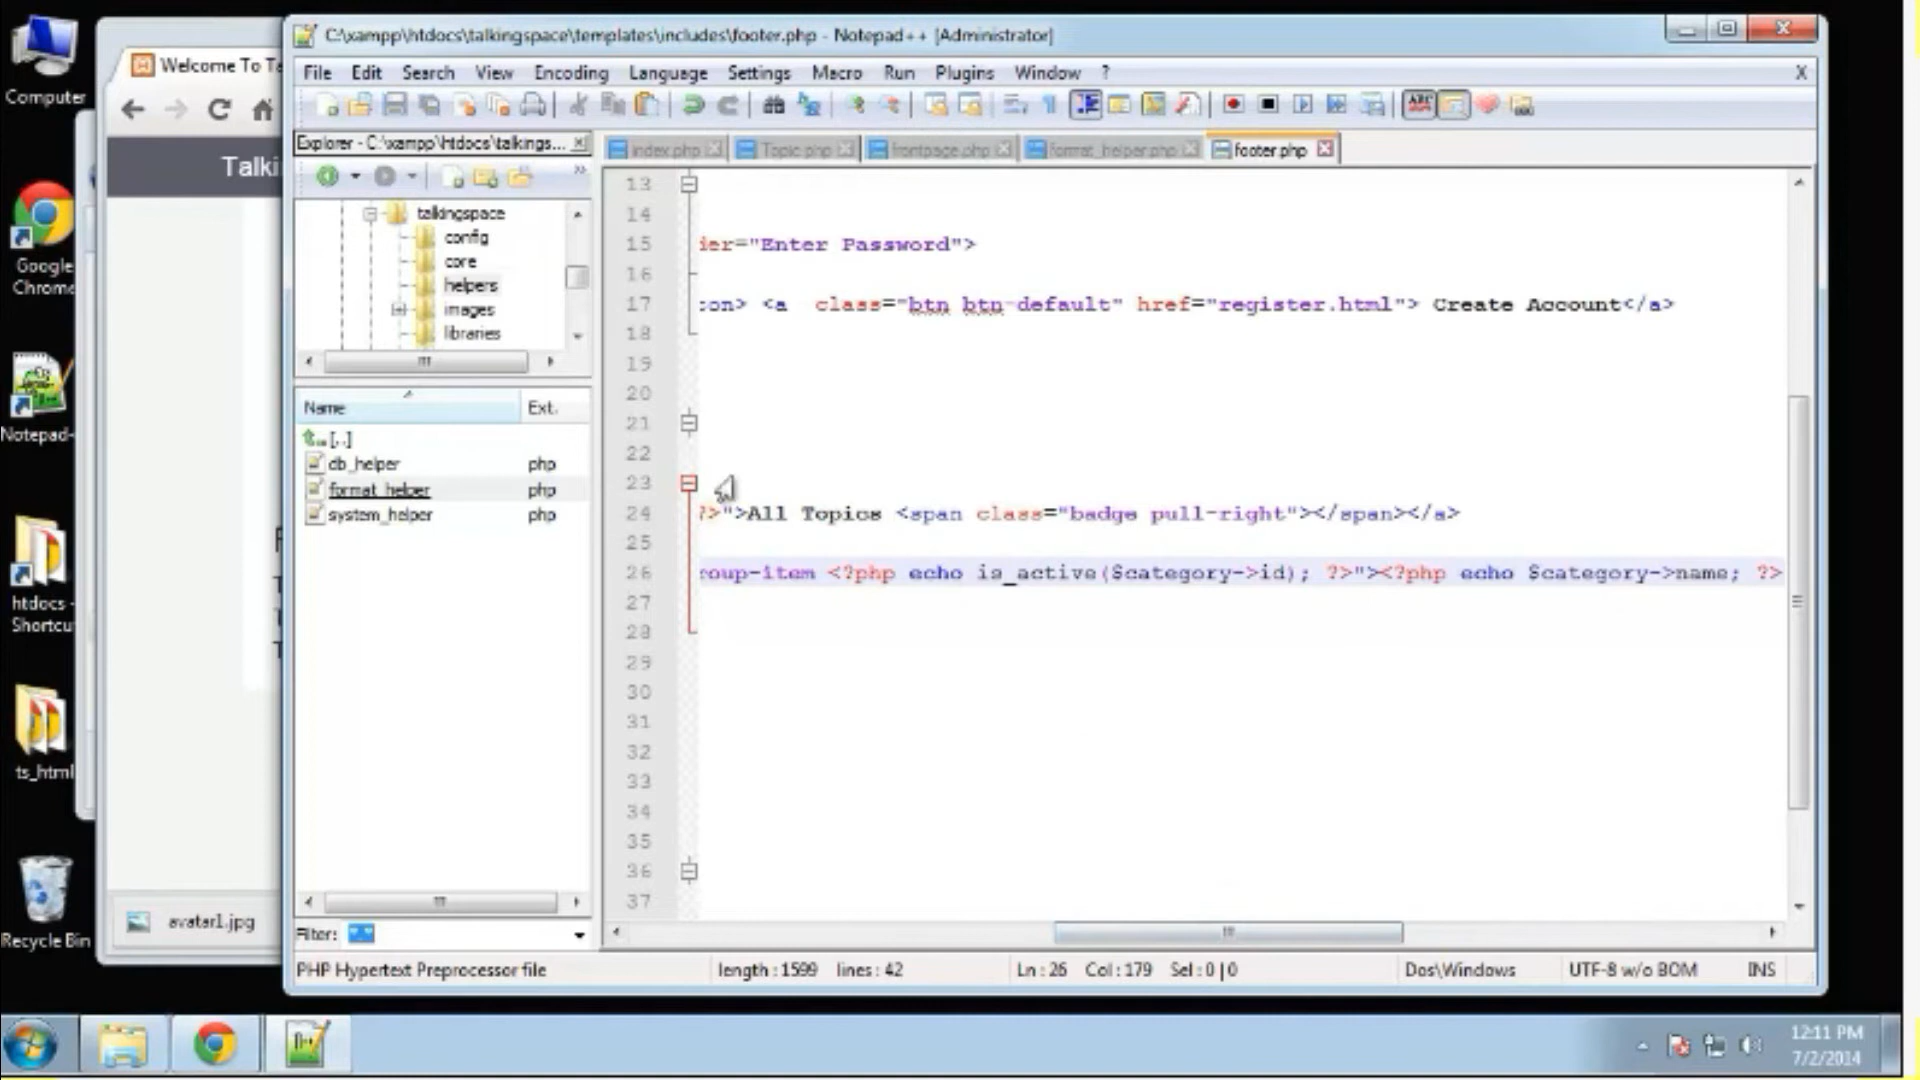 Computer
Google
Chrome
Notepad-
htdocs -
Shortcu
ts_html
Recycle Bin
Welcome To Ta
Talki
avatar1.jpg
C:\xampp\htdocs\talkingspace\templates\includes\footer.php - Notepad++ [Administrator]
File Edit Search View Encoding Language Settings Macro Run Plugins Window ? X
Explorer - C:\xampp\htdocs\talkings...
index.php Topic.php frontpage.php format_helper.php footer.php
talkingspace
config
core
helpers
images
libraries
Name Ext.
[..]
db_helper php
format_helper php
system_helper php
Filter:
13
14
15 ier="Enter Password">
16
17 :on> <a class="btn btn-default" href="register.html"> Create Account</a>
18
19
20
21
22
23
24 ?>">All Topics <span class="badge pull-right"></span></a>
25
26 roup-item <?php echo is_active($category->id); ?>"><?php echo $category->name; ?>
27
28
29
30
31
32
33
34
35
36
37
PHP Hypertext Preprocessor file length : 1599 lines : 42 Ln : 26 Col : 179 Sel : 0 | 0 Dos\Windows UTF-8 w/o BOM INS
12:11 PM
7/2/2014